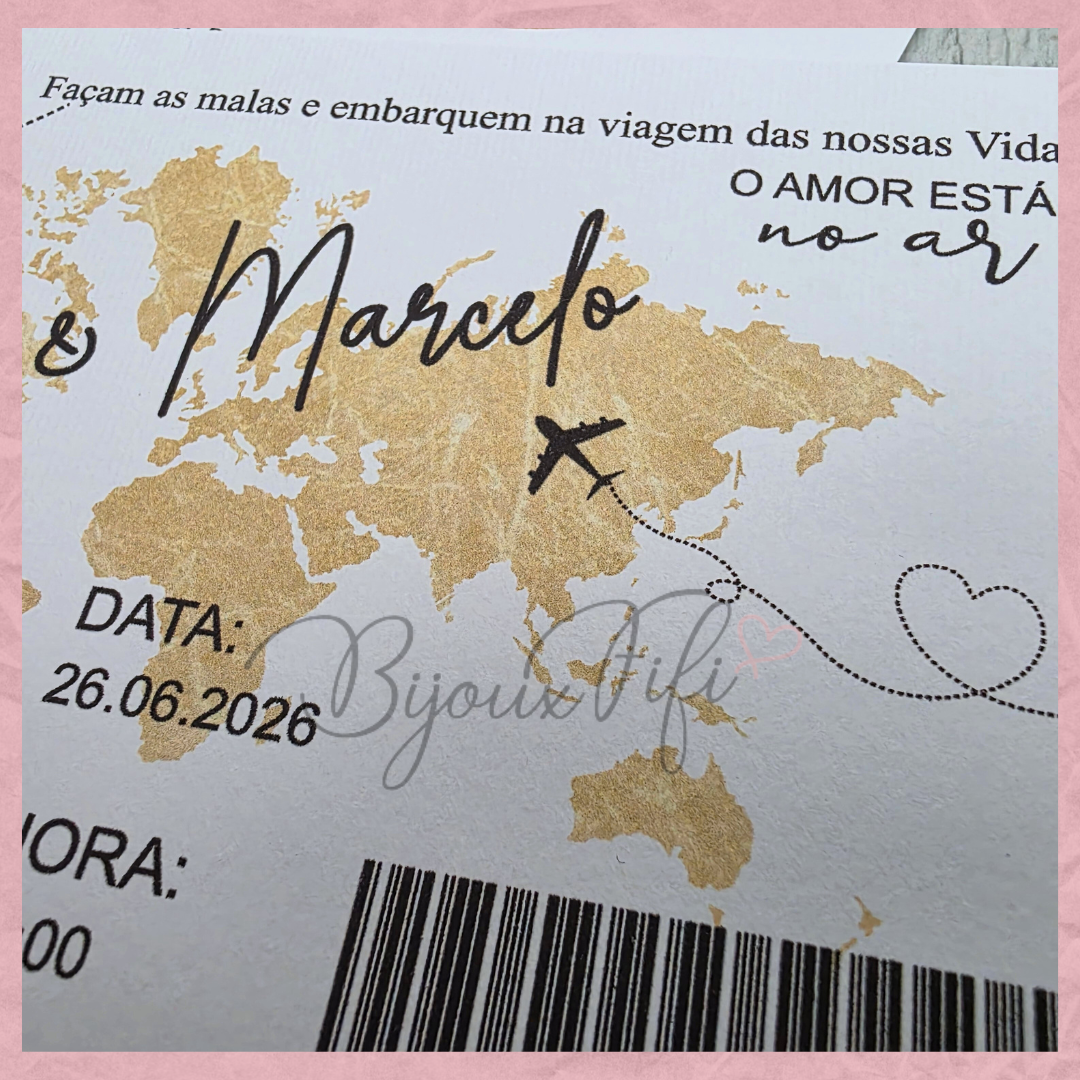 Façam as malas e embarquem na viagem das nossas Vida
O AMOR ESTÁ
no ar
& Marcelo
DATA:
26.06.2026
BijouxFifi
HORA:
:00